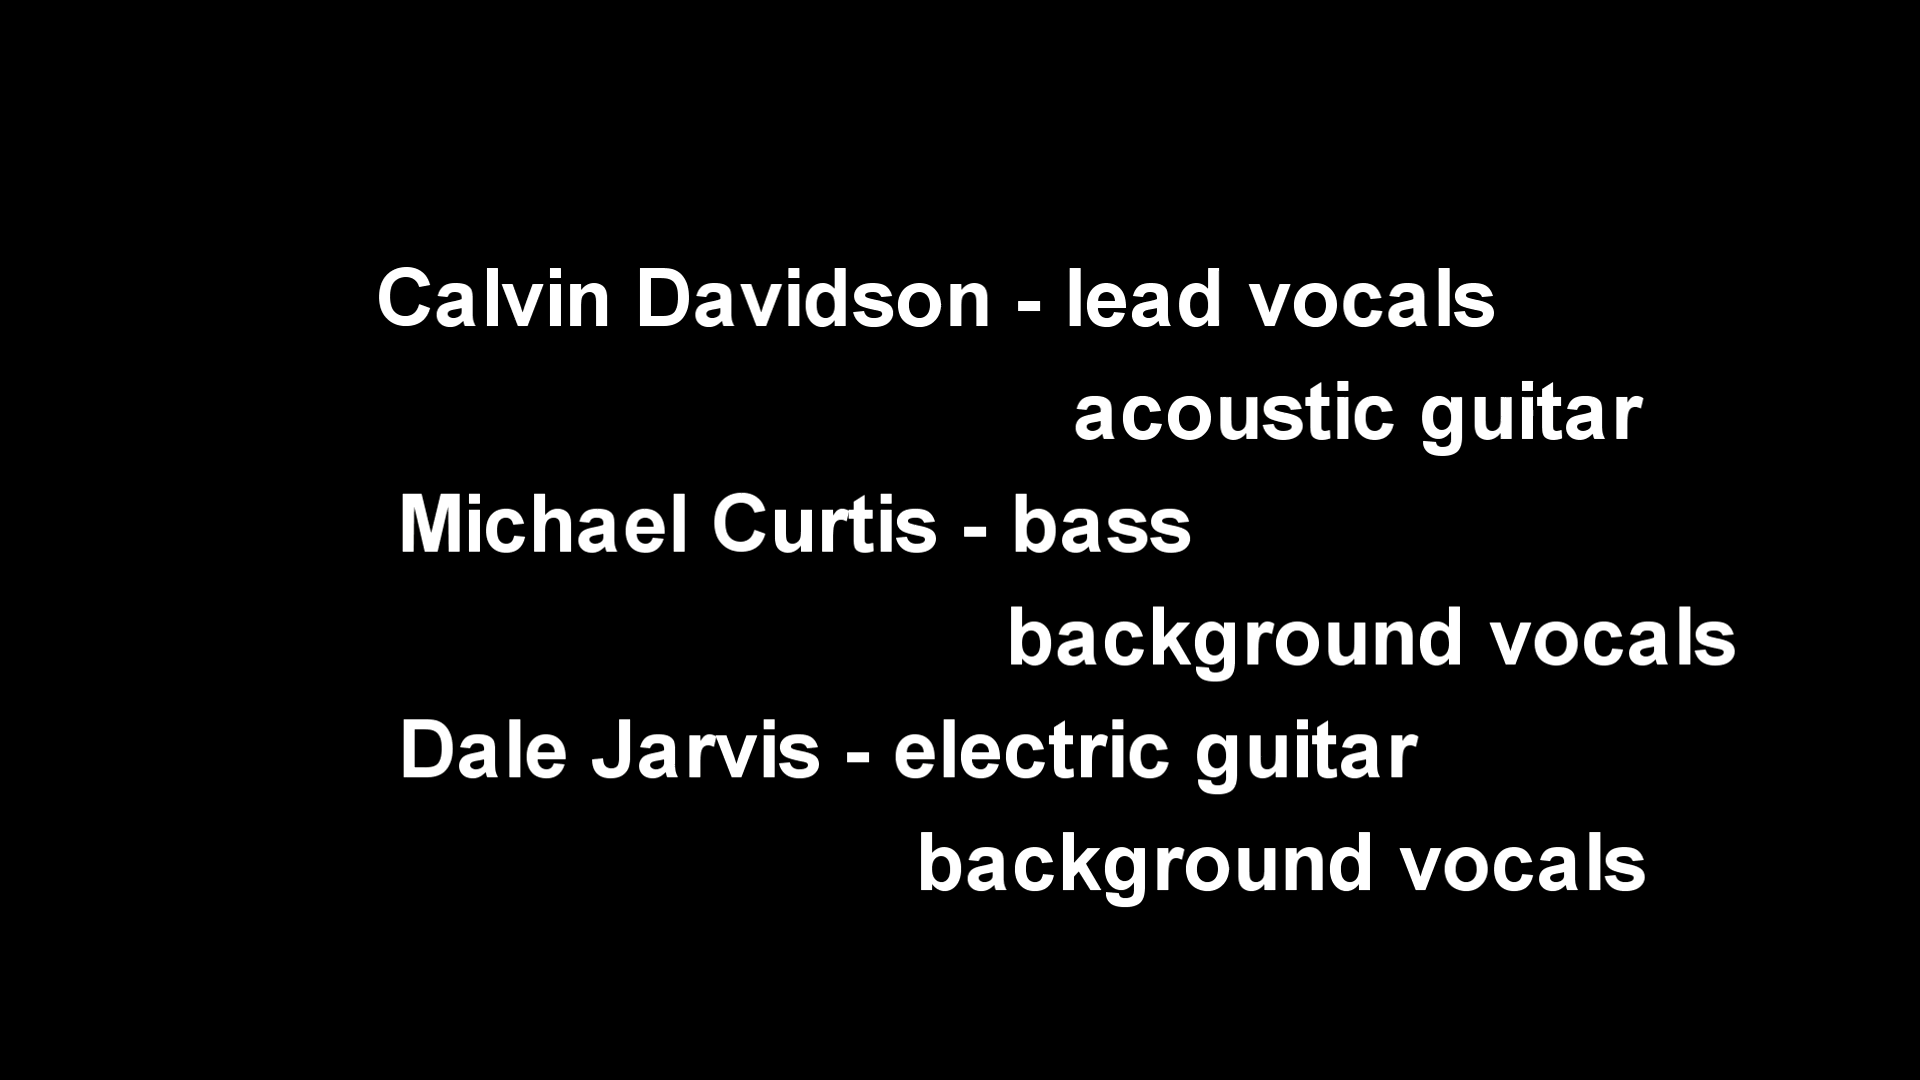 Calvin Davidson - lead vocals
acoustic guitar
Michael Curtis - bass
background vocals
Dale Jarvis - electric guitar
background vocals